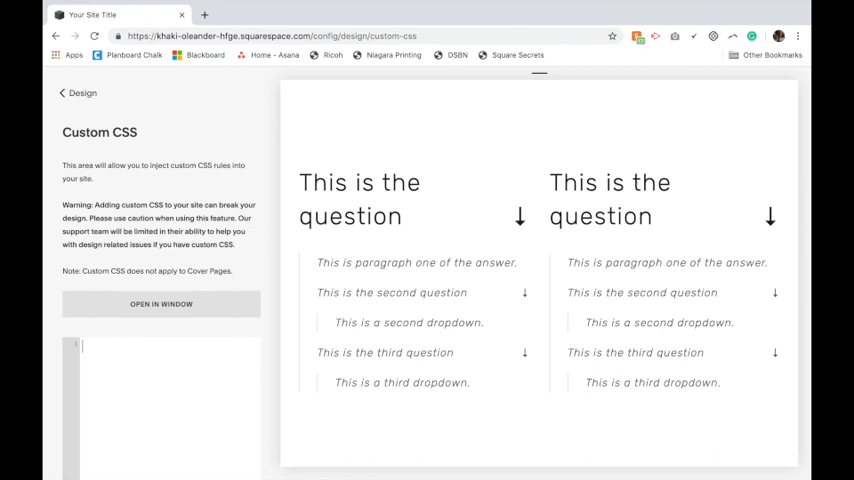 Your Site Title
https://khaki-oleander-hfge.squarespace.com/config/design/custom-css
Apps Planboard Chalk Blackboard Home - Asana Ricoh Niagara Printing DSBN Square Secrets Other Bookmarks
Design
Custom CSS
This area will allow you to inject custom CSS rules into
your site.
Warning: Adding custom CSS to your site can break your
design. Please use caution when using this feature. Our
support team will be limited in their ability to help you
with design related issues if you have custom CSS.
Note: Custom CSS does not apply to Cover Pages.
OPEN IN WINDOW
1
This is the
question ↓
This is paragraph one of the answer.
This is the second question ↓
This is a second dropdown.
This is the third question ↓
This is a third dropdown.
This is the
question ↓
This is paragraph one of the answer.
This is the second question ↓
This is a second dropdown.
This is the third question ↓
This is a third dropdown.